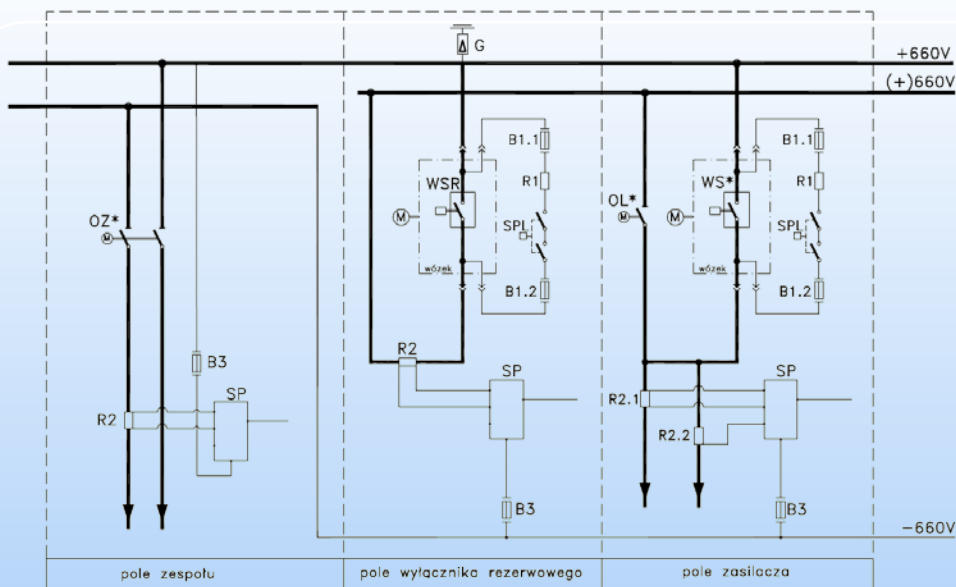 G
+660V
(+)660V
B1.1
B1.1
WSR
R1
WS*
R1
OL*
OZ*
M
M
M
M
SPL
SPL
wózek
wózek
B1.2
B1.2
R2
B3
SP
SP
SP
R2
R2.1
R2.2
B3
B3
-660V
pole zespołu
pole wyłącznika rezerwowego
pole zasilacza